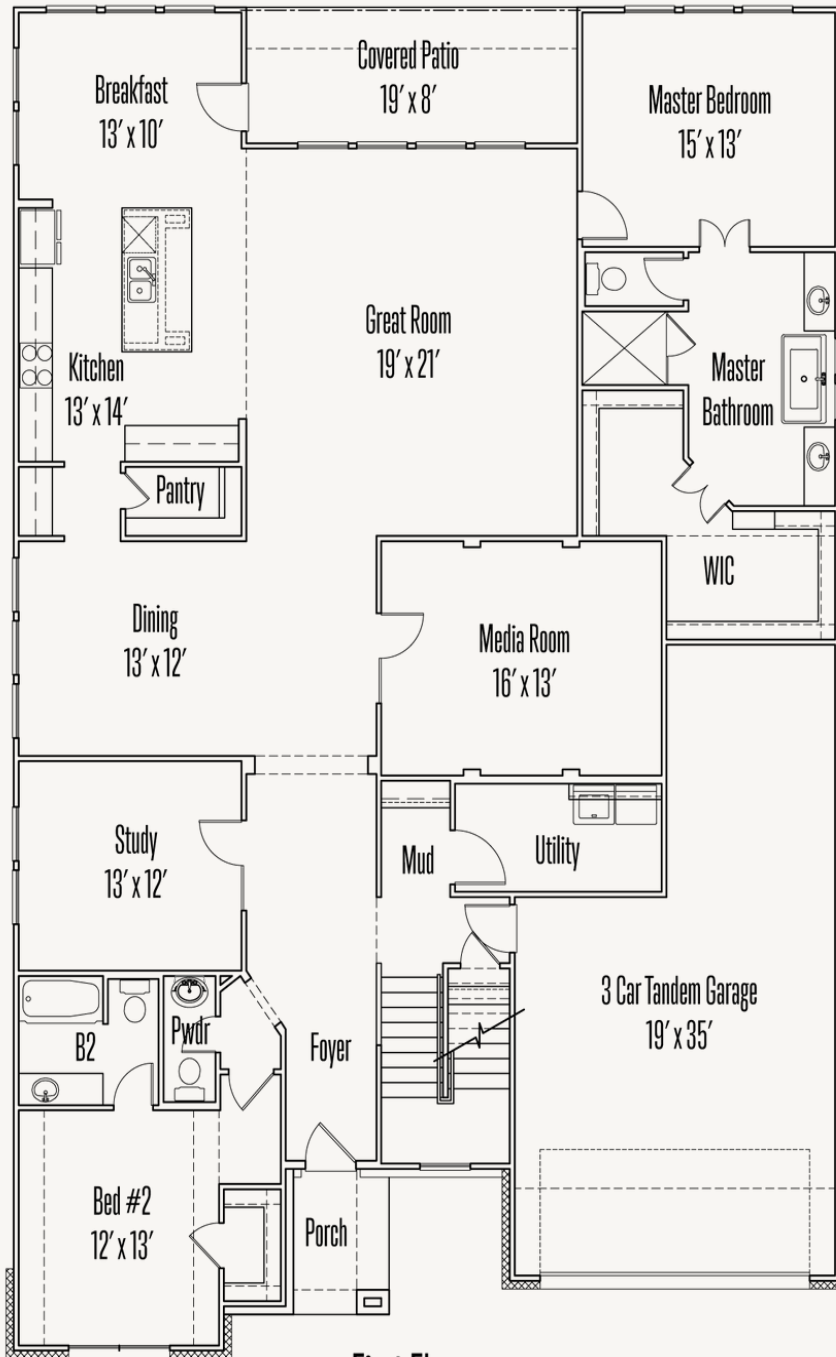 Covered Patio
19' x 8'
Breakfast
13' x 10'
Master Bedroom
15' x 13'
Great Room
19' x 21'
Kitchen
13' x 14'
Master
Bathroom
Pantry
WIC
Dining
13' x 12'
Media Room
16' x 13'
Study
13' x 12'
Mud
Utility
3 Car Tandem Garage
19' x 35'
B2
Pwdr
Foyer
Bed #2
12' x 13'
Porch